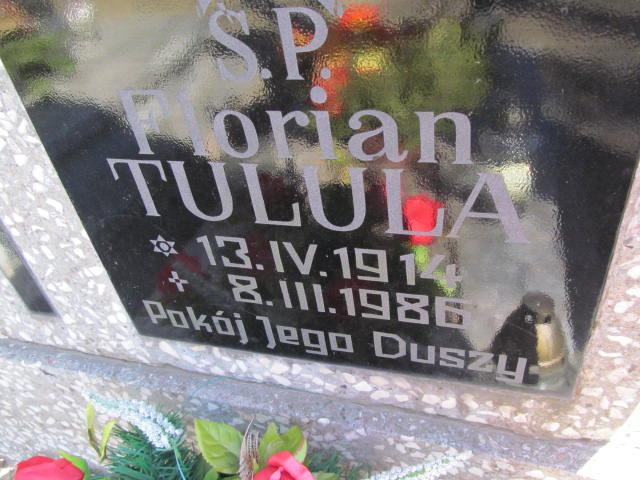 Ś.P.
Florian
TULULA
13.IV.1914
8.III.1986
Pokój Jego Duszy